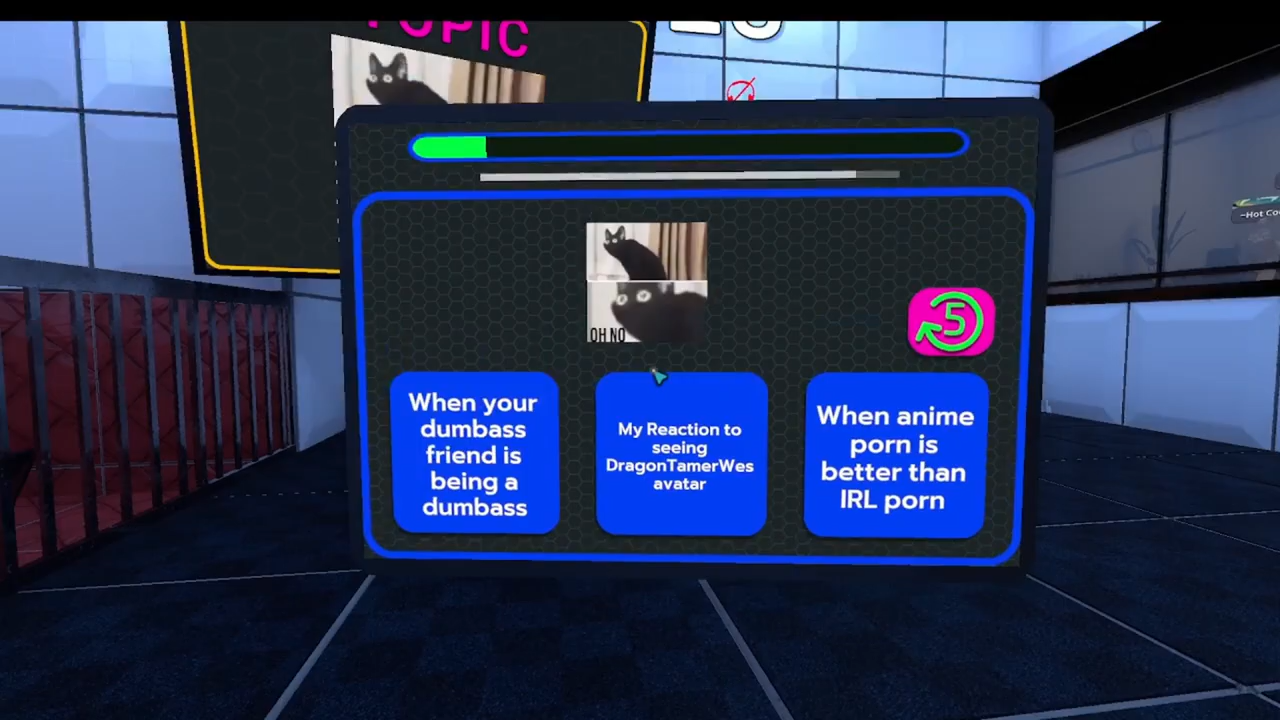 TOPIC
OH NO
5
When your
dumbass
friend is
being a
dumbass
My Reaction to
seeing
DragonTamerWes
avatar
When anime
porn is
better than
IRL porn